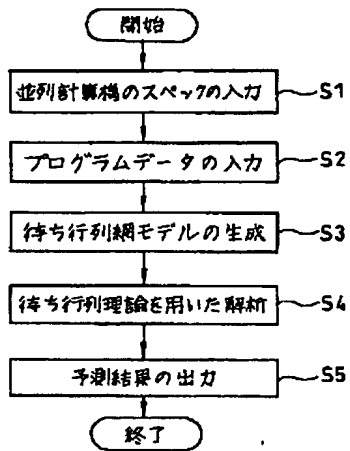 開始
並列計算機のスペックの入力 S1
プログラムデータの入力 S2
待ち行列網モデルの生成 S3
待ち行列理論を用いた解析 S4
予測結果の出力 S5
終了